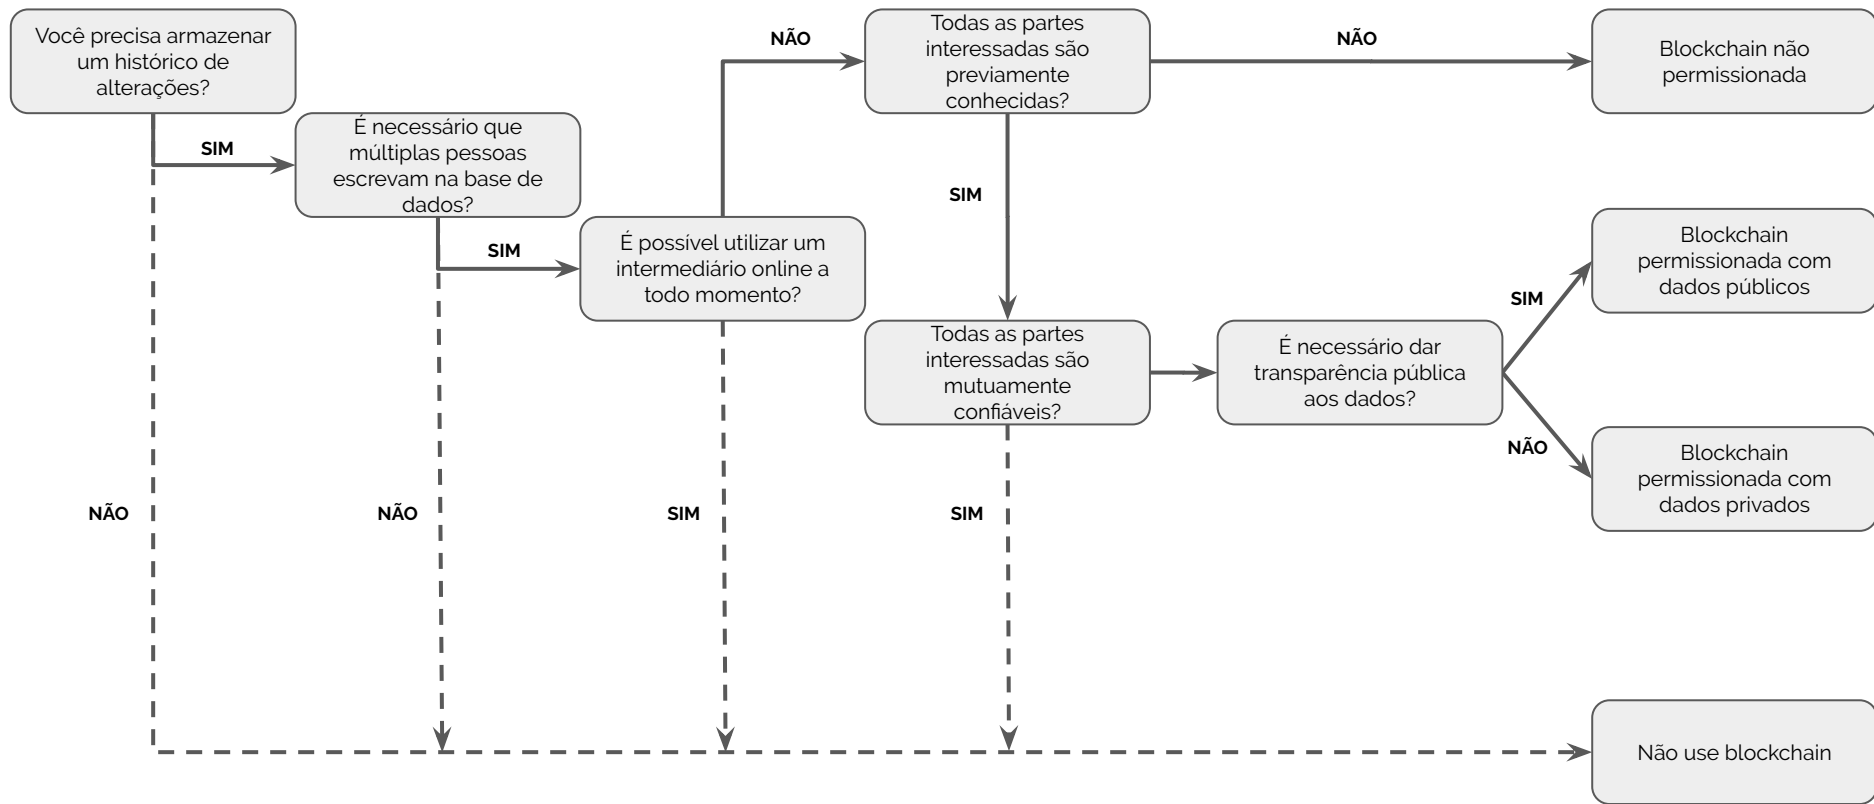 Você precisa armazenar
um histórico de
alterações?
SIM
É necessário que
múltiplas pessoas
escrevam na base de
dados?
SIM
É possível utilizar um
intermediário online a
todo momento?
NÃO
Todas as partes
interessadas são
previamente
conhecidas?
NÃO
Blockchain não
permissionada
SIM
Todas as partes
interessadas são
mutuamente
confiáveis?
É necessário dar
transparência pública
aos dados?
SIM
Blockchain
permissionada com
dados públicos
NÃO
Blockchain
permissionada com
dados privados
NÃO
NÃO
SIM
SIM
Não use blockchain